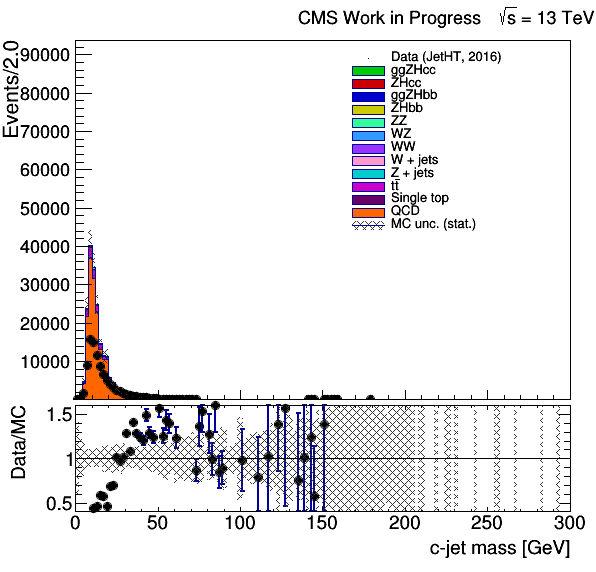 CMS Work in Progress √s = 13 TeV
Events/2.0
90000
80000
70000
60000
50000
40000
30000
20000
10000
Data (JetHT, 2016)
ggZHcc
ZHcc
ggZHbb
ZHbb
ZZ
WZ
WW
W + jets
Z + jets
tt̄
Single top
QCD
MC unc. (stat.)
Data/MC
1.5
1
0.5
0 50 100 150 200 250 300
c-jet mass [GeV]